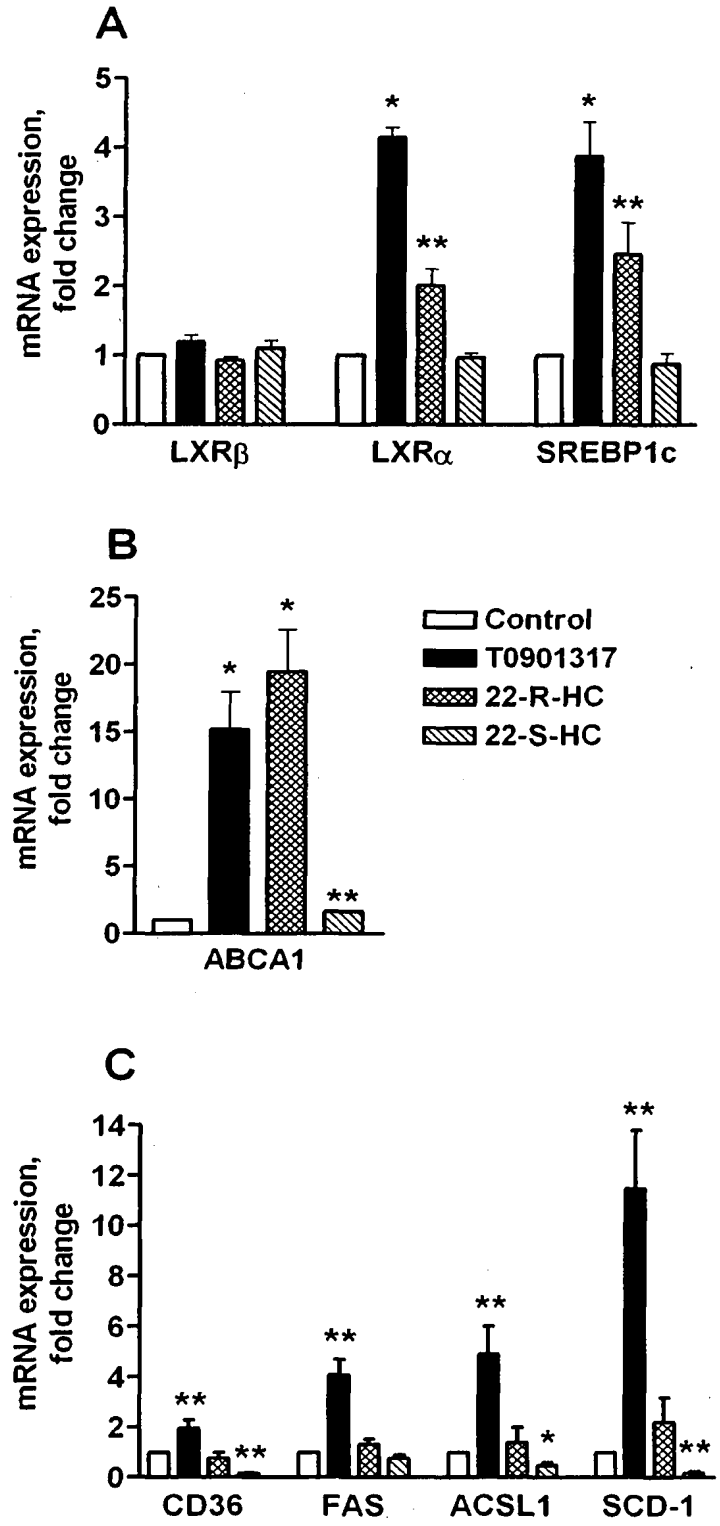 A
mRNA expression,
fold change
5
4
3
2
1
0
*
**
*
**
LXRβ LXRα SREBP1c
B
mRNA expression,
fold change
25
20
15
10
5
0
*
*
**
ABCA1
Control
T0901317
22-R-HC
22-S-HC
C
mRNA expression,
fold change
14
12
10
8
6
4
2
0
**
**
**
**
*
**
**
CD36 FAS ACSL1 SCD-1